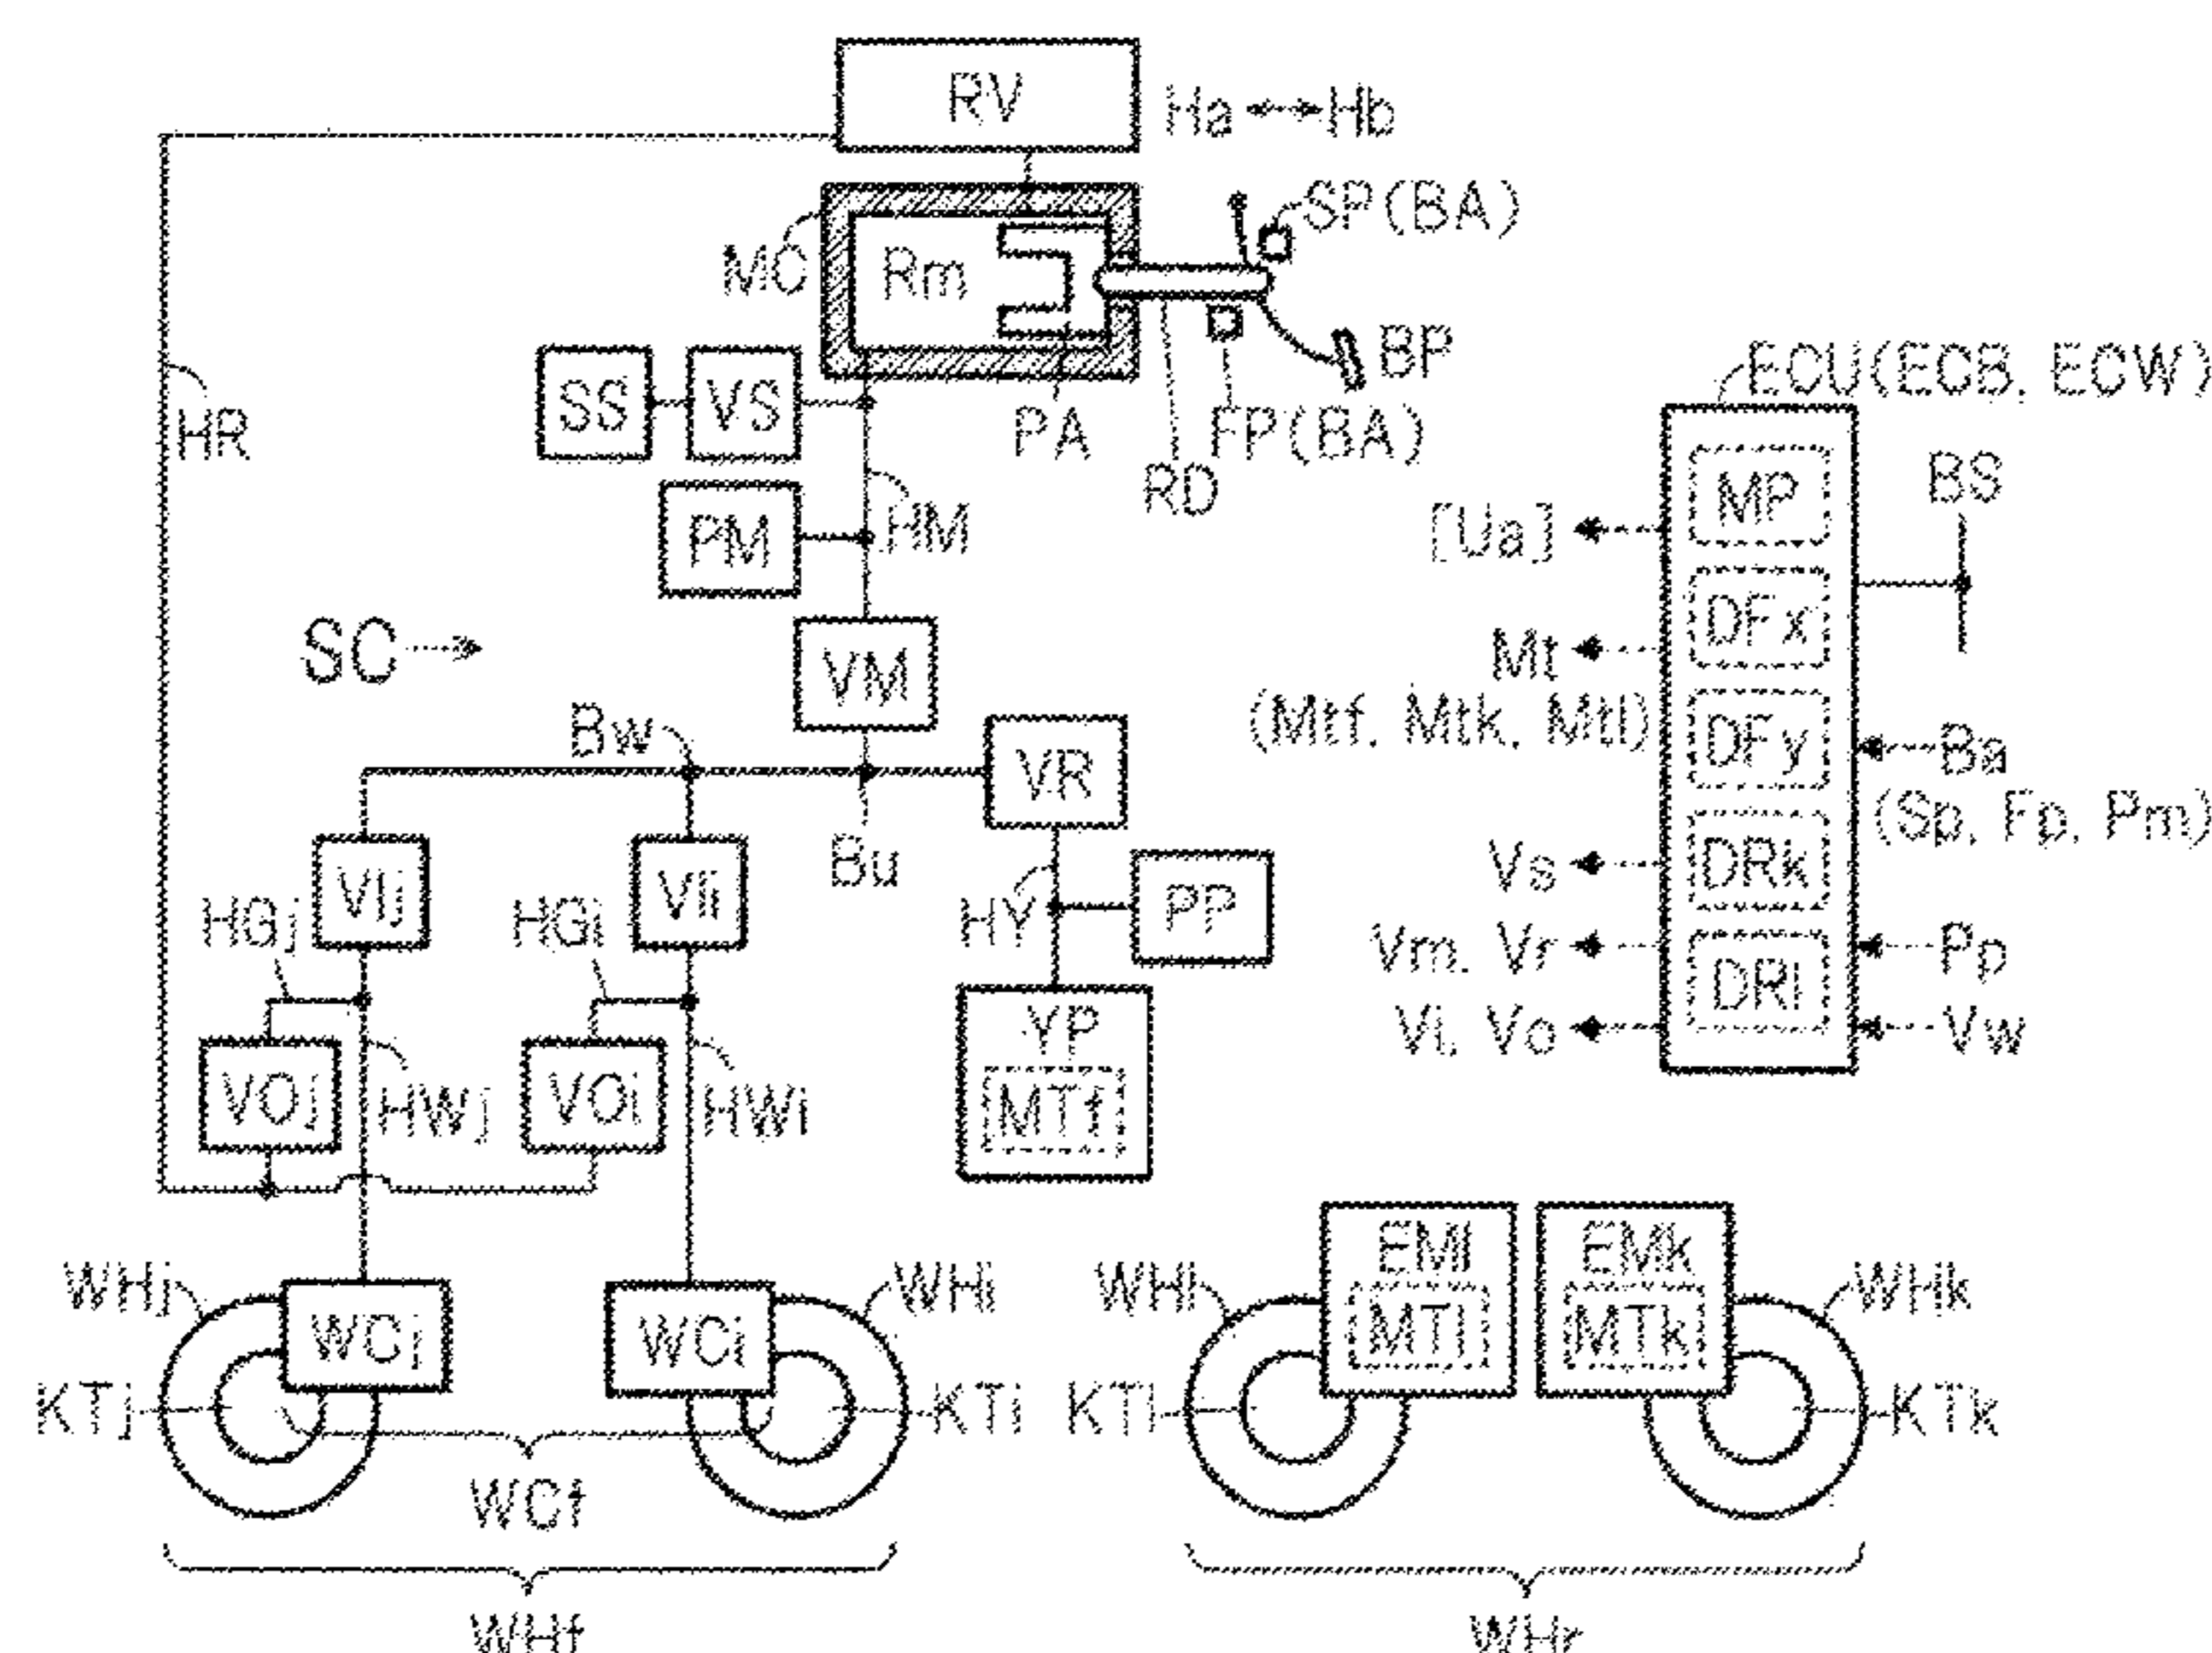 RV
Ha
Hb
SP(BA)
MC
Rm
BP
ECU(ECB, ECW)
SS
VS
HR
PA
FP(BA)
RD
BS
MP
PM
HM
[Ua]
DFx
SC
VM
Mt
(Mtf, Mtk, Mtl)
Bw
VR
DFy
Ba
(Sp, Fp, Pm)
Bu
VIj
VIi
HGj
HGi
HY
PP
Vs
DRk
Vm, Vr
Pp
DRl
YP
MTf
Vi, Vo
Vw
VOj
HWj
VOi
HWi
EMl
EMk
WHj
WCj
WCi
WHi
WHl
MTl
MTk
WHk
KTj
KTi
KTl
KTk
WCf
WHf
WHr